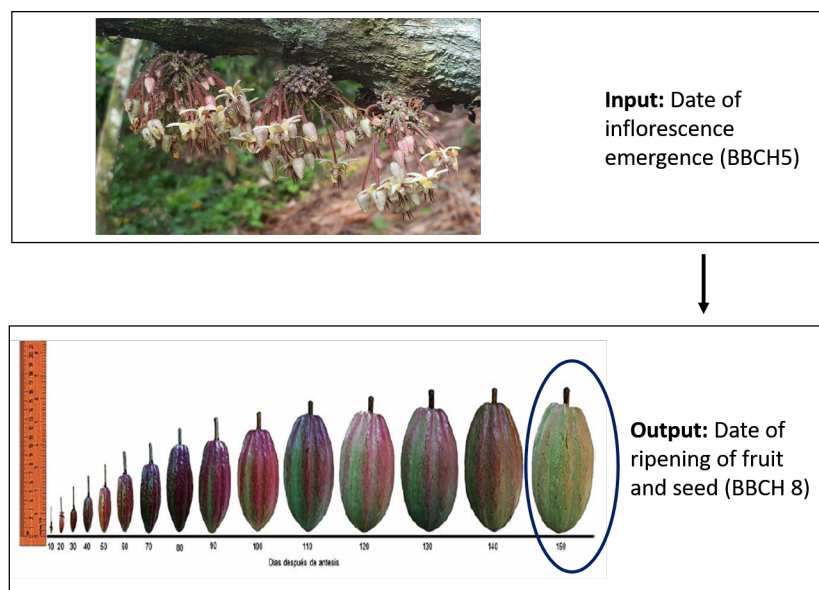 Input: Date of
inflorescence
emergence (BBCH5)
10 20 30 40 50 60 70 80 90 100 110 120 130 140 150
Dias después de antesis
Output: Date of
ripening of fruit
and seed (BBCH 8)